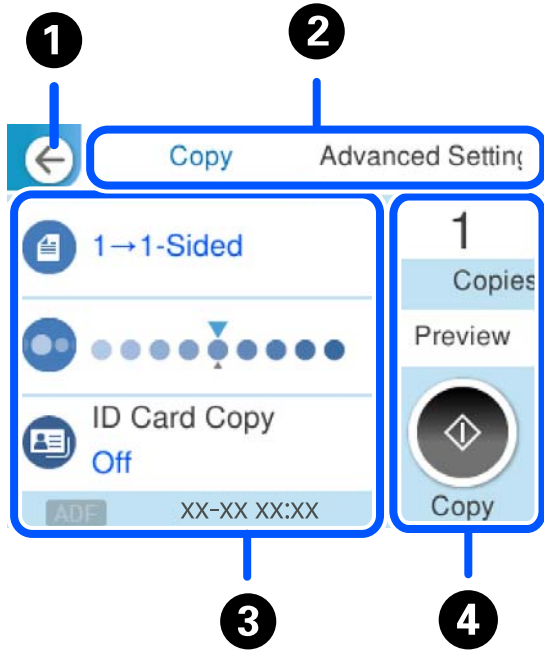 1
2
Copy
Advanced Setting
1→1-Sided
1
Copies
Preview
ID Card Copy
Off
Copy
ADF
XX-XX XX:XX
3
4